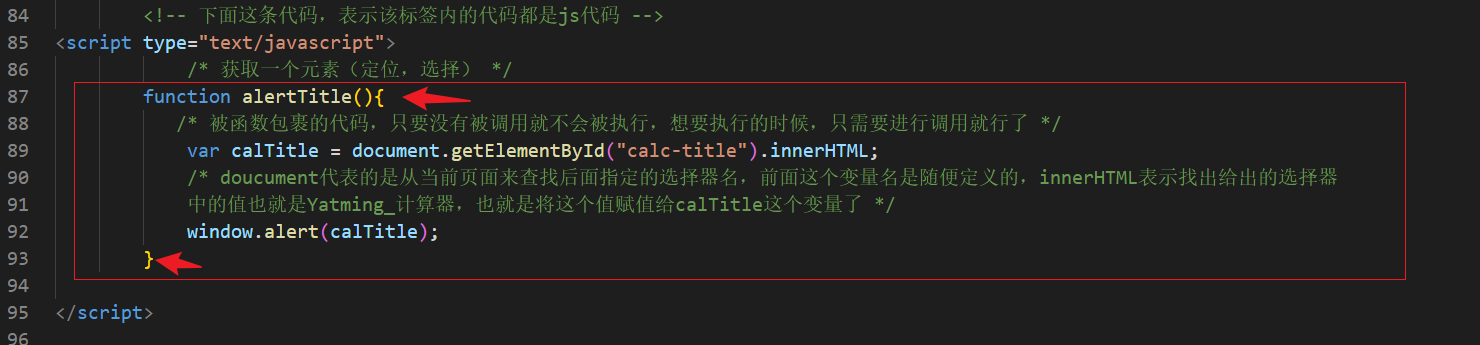 84 <!-- 下面这条代码，表示该标签内的代码都是js代码 -->
85 <script type="text/javascript">
86 /* 获取一个元素（定位，选择） */
87 function alertTitle(){
88 /* 被函数包裹的代码，只要没有被调用就不会被执行，想要执行的时候，只需要进行调用就行了 */
89 var calTitle = document.getElementById("calc-title").innerHTML;
90 /* doucument代表的是从当前页面来查找后面指定的选择器名，前面这个变量名是随便定义的，innerHTML表示找出给出的选择器
91 中的值也就是Yatming_计算器，也就是将这个值赋值给calTitle这个变量了 */
92 window.alert(calTitle);
93 }
94
95 </script>
96